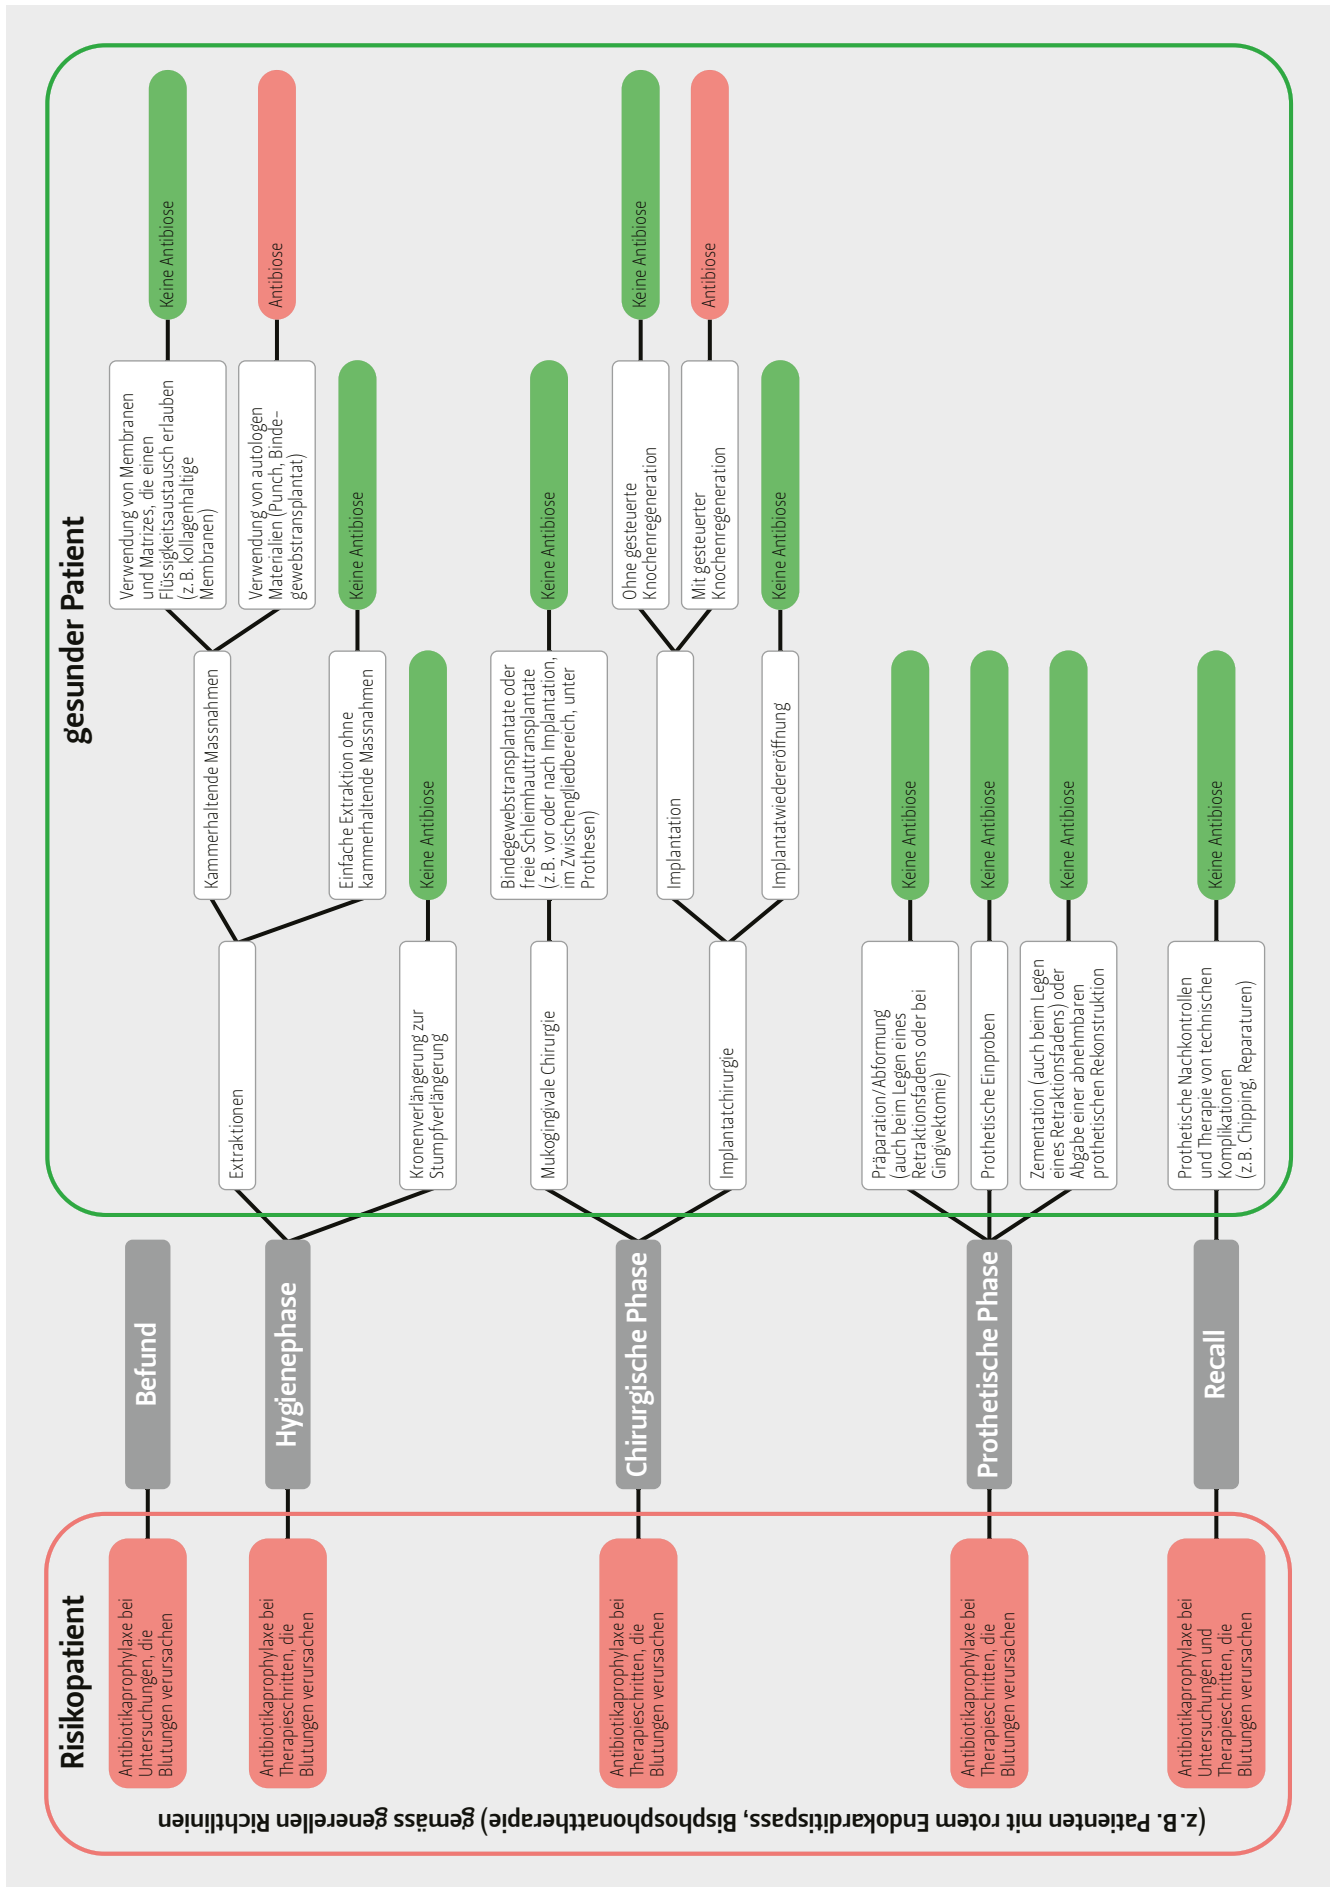 Risikopatient
(z.B. Patienten mit rotem Endokarditispass, Bisphosphonattherapie) gemäss generellen Richtlinien
Antibiotikaprophylaxe bei
Untersuchungen, die
Blutungen verursachen
Antibiotikaprophylaxe bei
Therapieschritten, die
Blutungen verursachen
Antibiotikaprophylaxe bei
Therapieschritten, die
Blutungen verursachen
Antibiotikaprophylaxe bei
Therapieschritten, die
Blutungen verursachen
Antibiotikaprophylaxe bei
Untersuchungen und
Therapieschritten, die
Blutungen verursachen
Befund
Hygienephase
Chirurgische Phase
Prothetische Phase
Recall
gesunder Patient
Extraktionen
Kammerhaltende Massnahmen
Verwendung von Membranen
und Matrizes, die einen
Flüssigkeitsaustausch erlauben
(z.B. kollagenhaltige
Membranen)
Keine Antibiose
Verwendung von autologen
Materialien (Punch, Binde-
gewebstransplantat)
Antibiose
Einfache Extraktion ohne
kammerhaltende Massnahmen
Keine Antibiose
Kronenverlängerung zur
Stumpfverlängerung
Keine Antibiose
Mukogingivale Chirurgie
Bindegewebstransplantate oder
freie Schleimhauttransplantate
(z.B. vor oder nach Implantation,
im Zwischengliedbereich, unter
Prothesen)
Keine Antibiose
Implantatchirurgie
Implantation
Ohne gesteuerte
Knochenregeneration
Keine Antibiose
Mit gesteuerter
Knochenregeneration
Antibiose
Implantatwiedereröffnung
Keine Antibiose
Präparation/Abformung
(auch beim Legen eines
Retraktionsfadens oder bei
Gingivektomie)
Keine Antibiose
Prothetische Einproben
Keine Antibiose
Zementation (auch beim Legen
eines Retraktionsfadens) oder
Abgabe einer abnehmbaren
prothetischen Rekonstruktion
Keine Antibiose
Prothetische Nachkontrollen
und Therapie von technischen
Komplikationen
(z.B. Chipping, Reparaturen)
Keine Antibiose